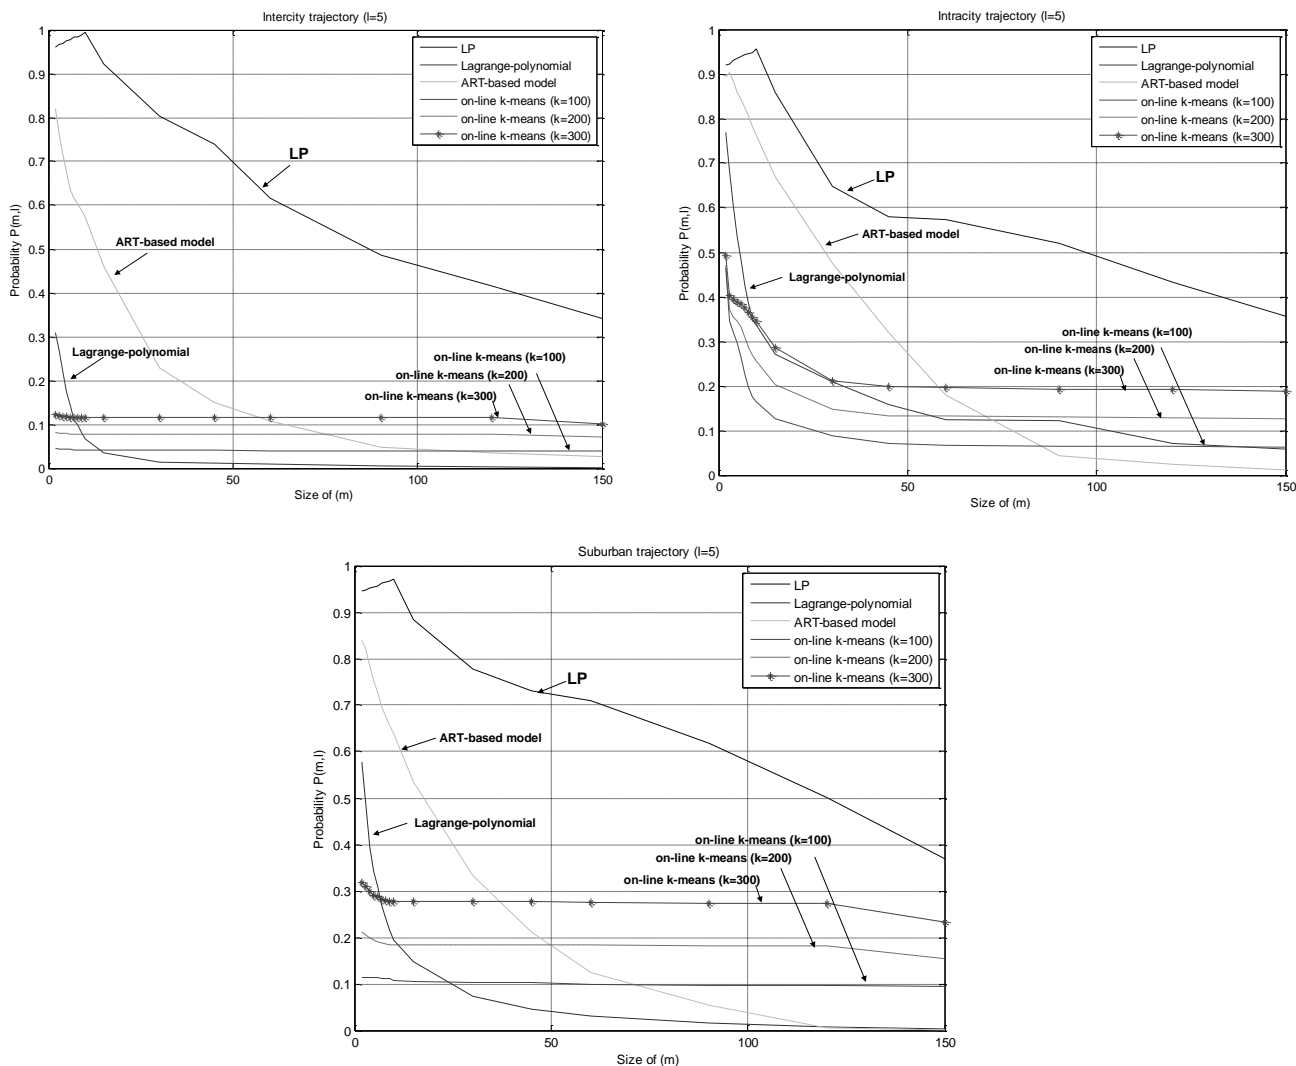 Intercity trajectory (l=5)
Probability P(m,l)
1
0.9
0.8
0.7
0.6
0.5
0.4
0.3
0.2
0.1
0
LP
Lagrange-polynomial
ART-based model
on-line k-means (k=100)
on-line k-means (k=200)
on-line k-means (k=300)
LP
ART-based model
Lagrange-polynomial
on-line k-means (k=100)
on-line k-means (k=200)
on-line k-means (k=300)
0 50 100 150
Size of (m)
Intracity trajectory (l=5)
Probability P(m,l)
1
0.9
0.8
0.7
0.6
0.5
0.4
0.3
0.2
0.1
0
LP
Lagrange-polynomial
ART-based model
on-line k-means (k=100)
on-line k-means (k=200)
on-line k-means (k=300)
LP
ART-based model
Lagrange-polynomial
on-line k-means (k=100)
on-line k-means (k=200)
on-line k-means (k=300)
0 50 100 150
Size of (m)
Suburban trajectory (l=5)
Probability P(m,l)
1
0.9
0.8
0.7
0.6
0.5
0.4
0.3
0.2
0.1
0
LP
Lagrange-polynomial
ART-based model
on-line k-means (k=100)
on-line k-means (k=200)
on-line k-means (k=300)
LP
ART-based model
Lagrange-polynomial
on-line k-means (k=100)
on-line k-means (k=200)
on-line k-means (k=300)
0 50 100 150
Size of (m)